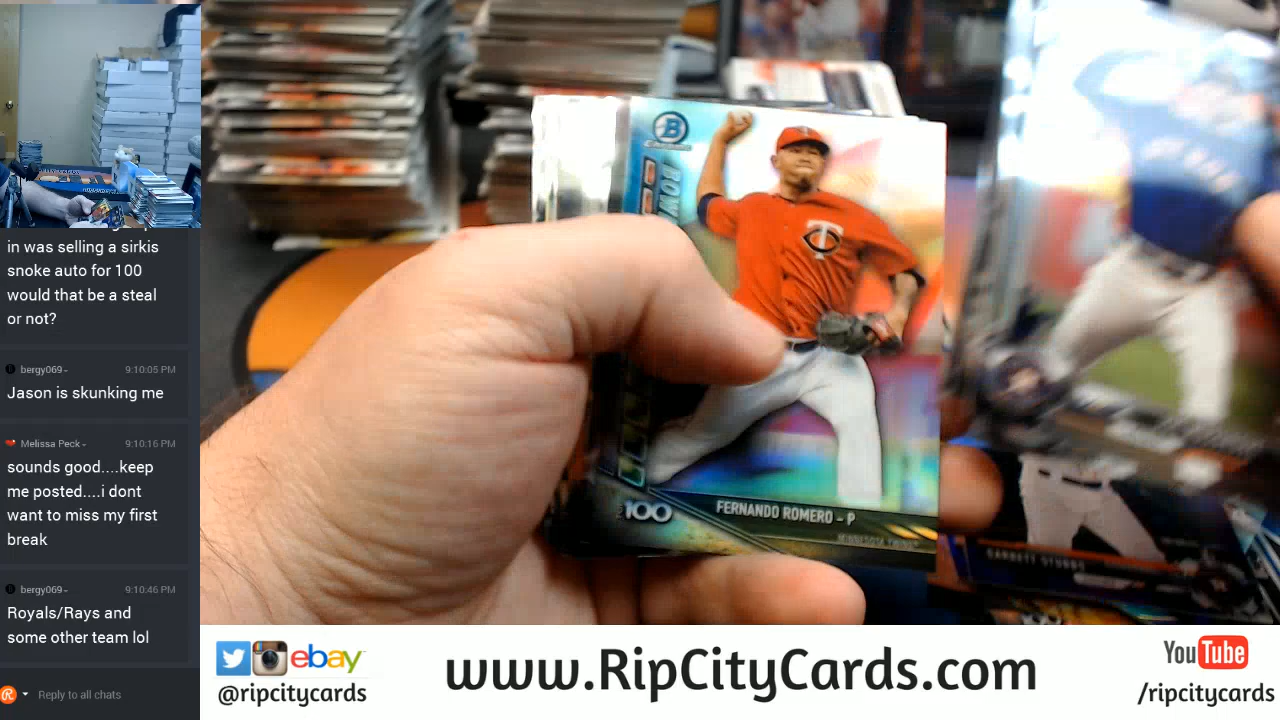 in was selling a sirkis
snoke auto for 100
would that be a steal
or not?
bergy069
9:10:05 PM
Jason is skunking me
Melissa Peck
9:10:16 PM
sounds good....keep
me posted....i dont
want to miss my first
break
bergy069
9:10:46 PM
Royals/Rays and
some other team lol
Reply to all chats
B
BOWMAN
100
FERNANDO ROMERO - P
MINNESOTA TWINS
GARRETT STUBBS
ebay
@ripcitycards
www.RipCityCards.com
YouTube
/ripcitycards